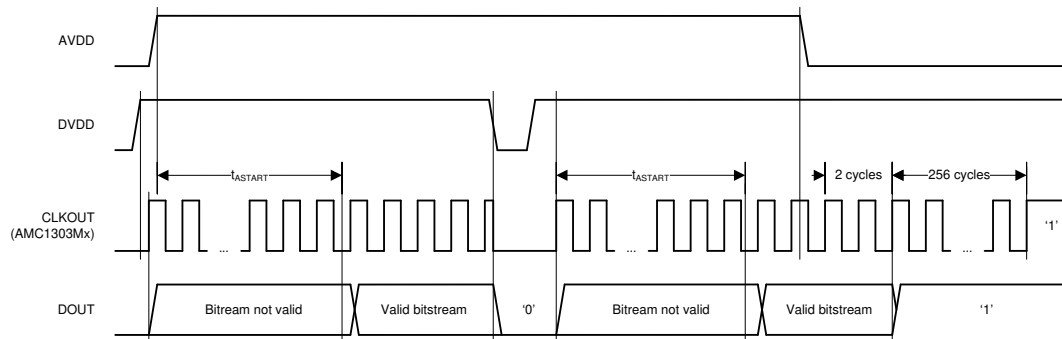 AVDD
DVDD
tASTART
tASTART
2 cycles
256 cycles
CLKOUT
(AMC1303Mx)
...
...
...
'1'
DOUT
Bitream not valid
Valid bitstream
'0'
Bitream not valid
Valid bitstream
'1'